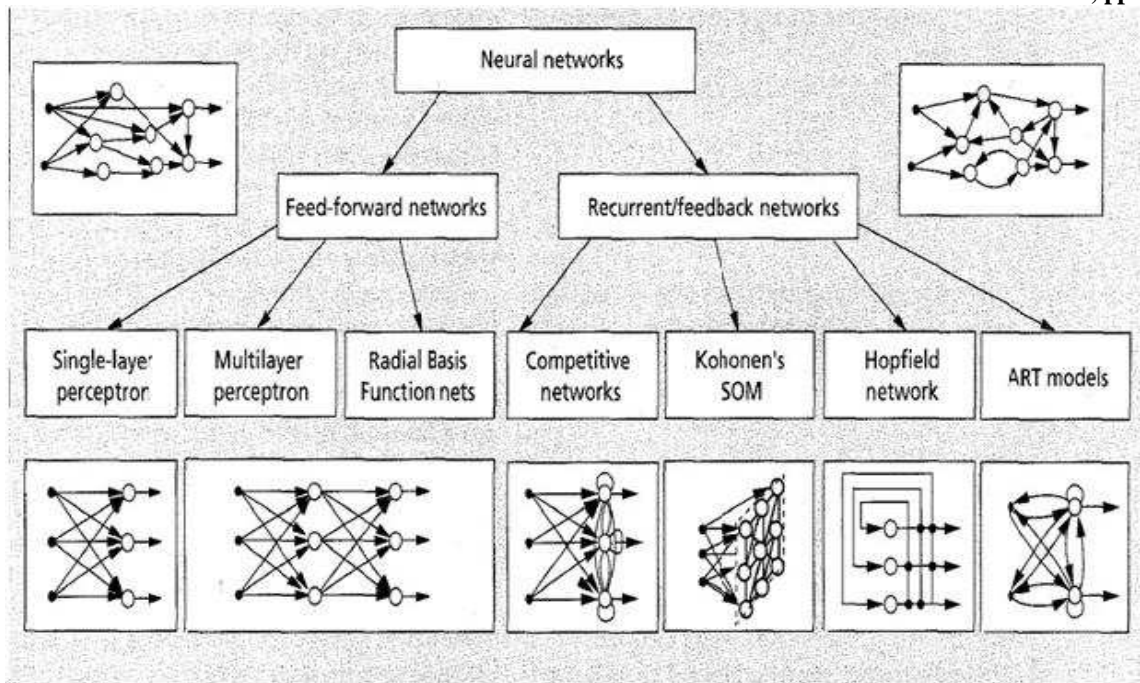 Neural networks
Feed-forward networks
Recurrent/feedback networks
Single-layer
perceptron
Multilayer
perceptron
Radial Basis
Function nets
Competitive
networks
Kohonen's
SOM
Hopfield
network
ART models